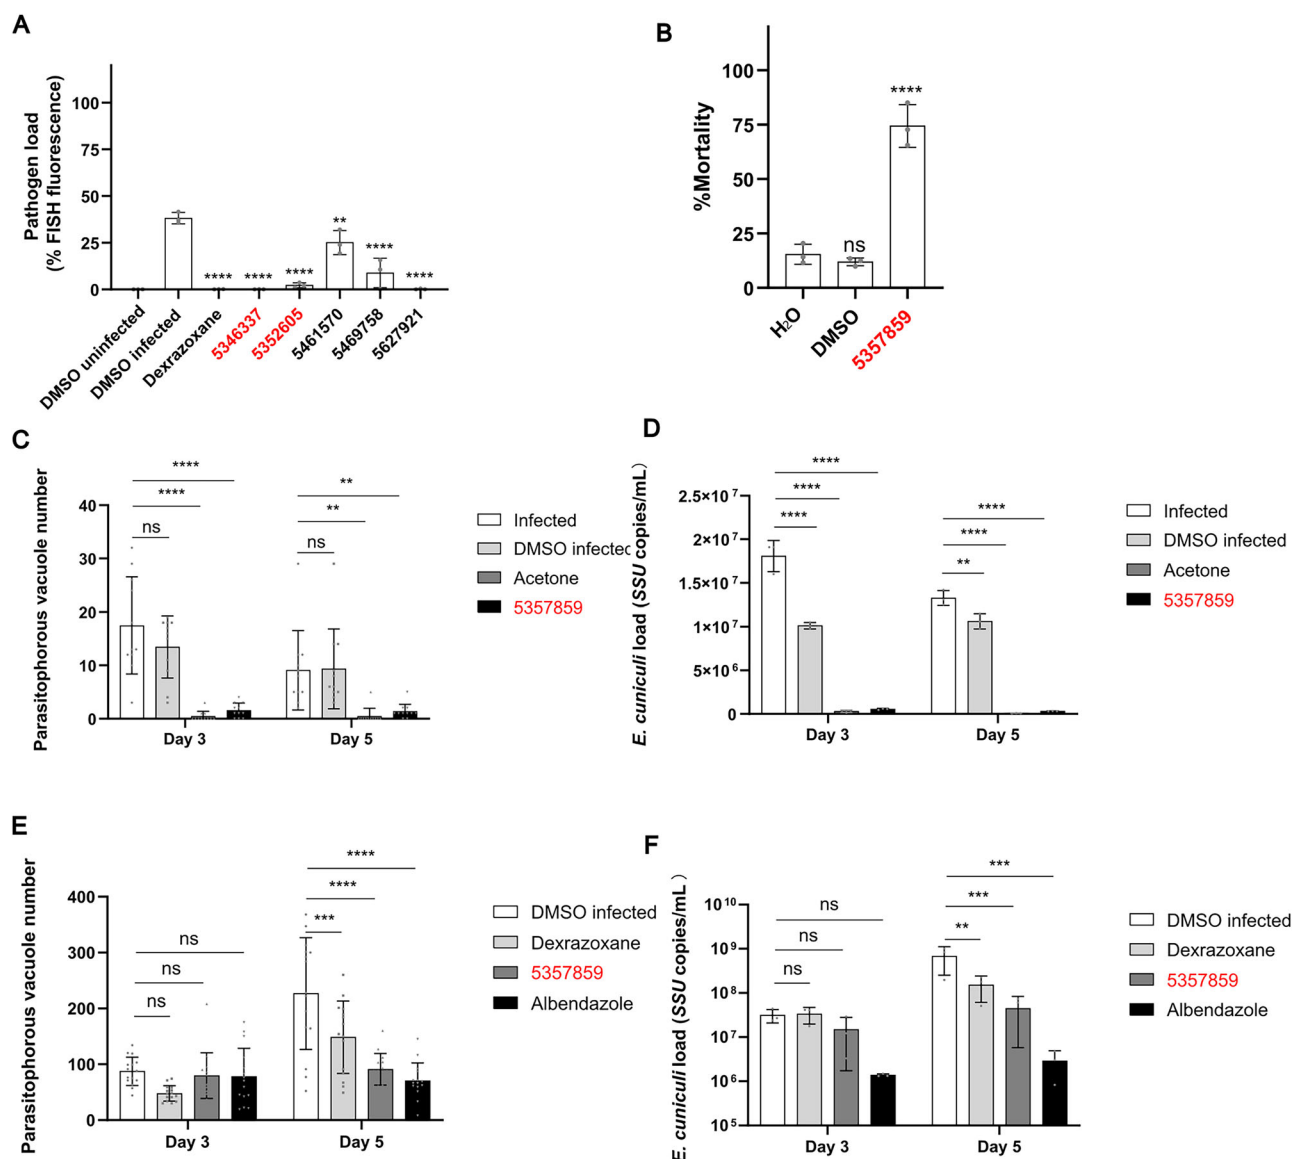 A
Pathogen load
(% FISH fluorescence)
100
50
25
0
** 
**** **** **** **** ****
DMSO uninfected
DMSO infected
Dexrazoxane
5346337
5352605
5461570
5469758
5627921
B
%Mortality
100
75
50
25
0
ns
****
H₂O
DMSO
5357859
C
Parasitophorous vacuole number
40
30
20
10
0
****
****
ns
**
**
ns
Day 3
Day 5
Infected
DMSO infected
Acetone
5357859
D
E. cuniculi load (SSU copies/mL)
2.5×10⁷
2×10⁷
1.5×10⁷
1×10⁷
5×10⁶
0
****
****
****
****
****
**
Day 3
Day 5
Infected
DMSO infected
Acetone
5357859
E
Parasitophorous vacuole number
400
300
200
100
0
ns
ns
ns
****
****
***
Day 3
Day 5
DMSO infected
Dexrazoxane
5357859
Albendazole
F
E. cuniculi load (SSU copies/mL)
10¹⁰
10⁹
10⁸
10⁷
10⁶
10⁵
ns
ns
ns
***
***
**
Day 3
Day 5
DMSO infected
Dexrazoxane
5357859
Albendazole